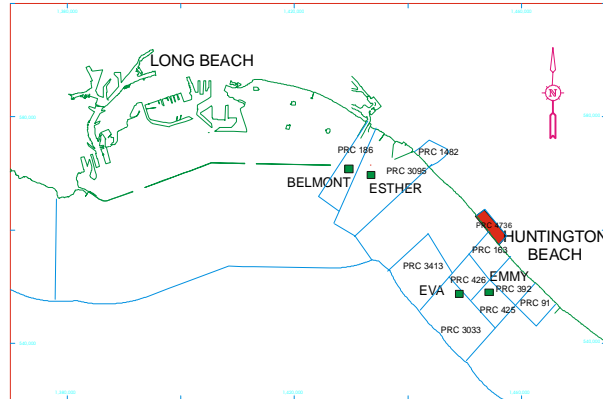 LONG BEACH
N
PRC 186
PRC 1482
PRC 3095
BELMONT
ESTHER
PRC 4736
HUNTINGTON
BEACH
PRC 163
PRC 3413
PRC 426
EMMY
EVA
PRC 392
PRC 91
PRC 425
PRC 3033